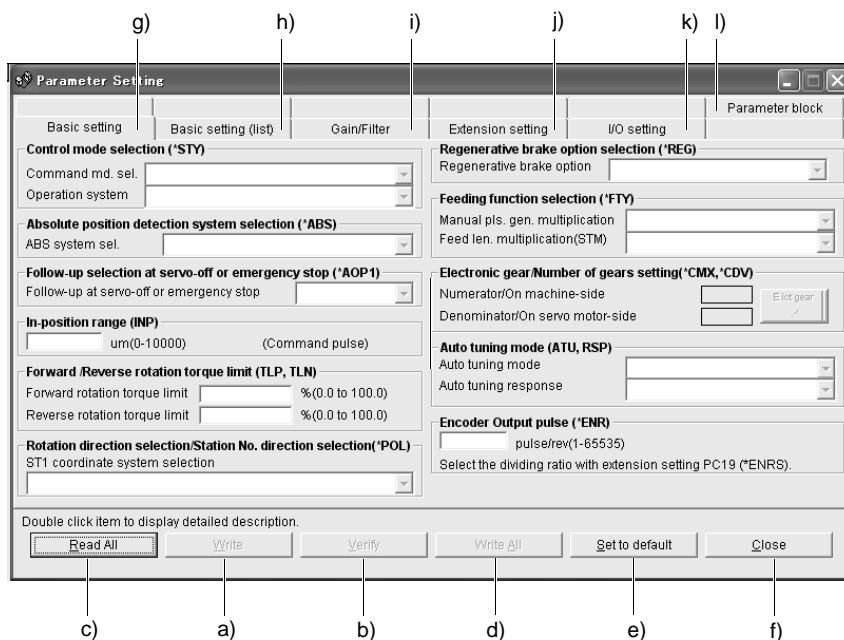 g) h) i) j) k) l)
Parameter Setting
Parameter block
Basic setting Basic setting (list) Gain/Filter Extension setting I/O setting
Control mode selection (*STY)
Command md. sel.
Operation system
Absolute position detection system selection (*ABS)
ABS system sel.
Follow-up selection at servo-off or emergency stop (*AOP1)
Follow-up at servo-off or emergency stop
In-position range (INP)
um(0-10000) (Command pulse)
Forward /Reverse rotation torque limit (TLP, TLN)
Forward rotation torque limit %(0.0 to 100.0)
Reverse rotation torque limit %(0.0 to 100.0)
Rotation direction selection/Station No. direction selection(*POL)
ST1 coordinate system selection
Regenerative brake option selection (*REG)
Regenerative brake option
Feeding function selection (*FTY)
Manual pls. gen. multiplication
Feed len. multiplication(STM)
Electronic gear/Number of gears setting(*CMX,*CDV)
Numerator/On machine-side
Denominator/On servo motor-side
gear
Auto tuning mode (ATU, RSP)
Auto tuning mode
Auto tuning response
Encoder Output pulse (*ENR)
pulse/rev(1-65535)
Select the dividing ratio with extension setting PC19 (*ENRS).
Double click item to display detailed description.
Read All Write Verify Write All Set to default Close
c) a) b) d) e) f)